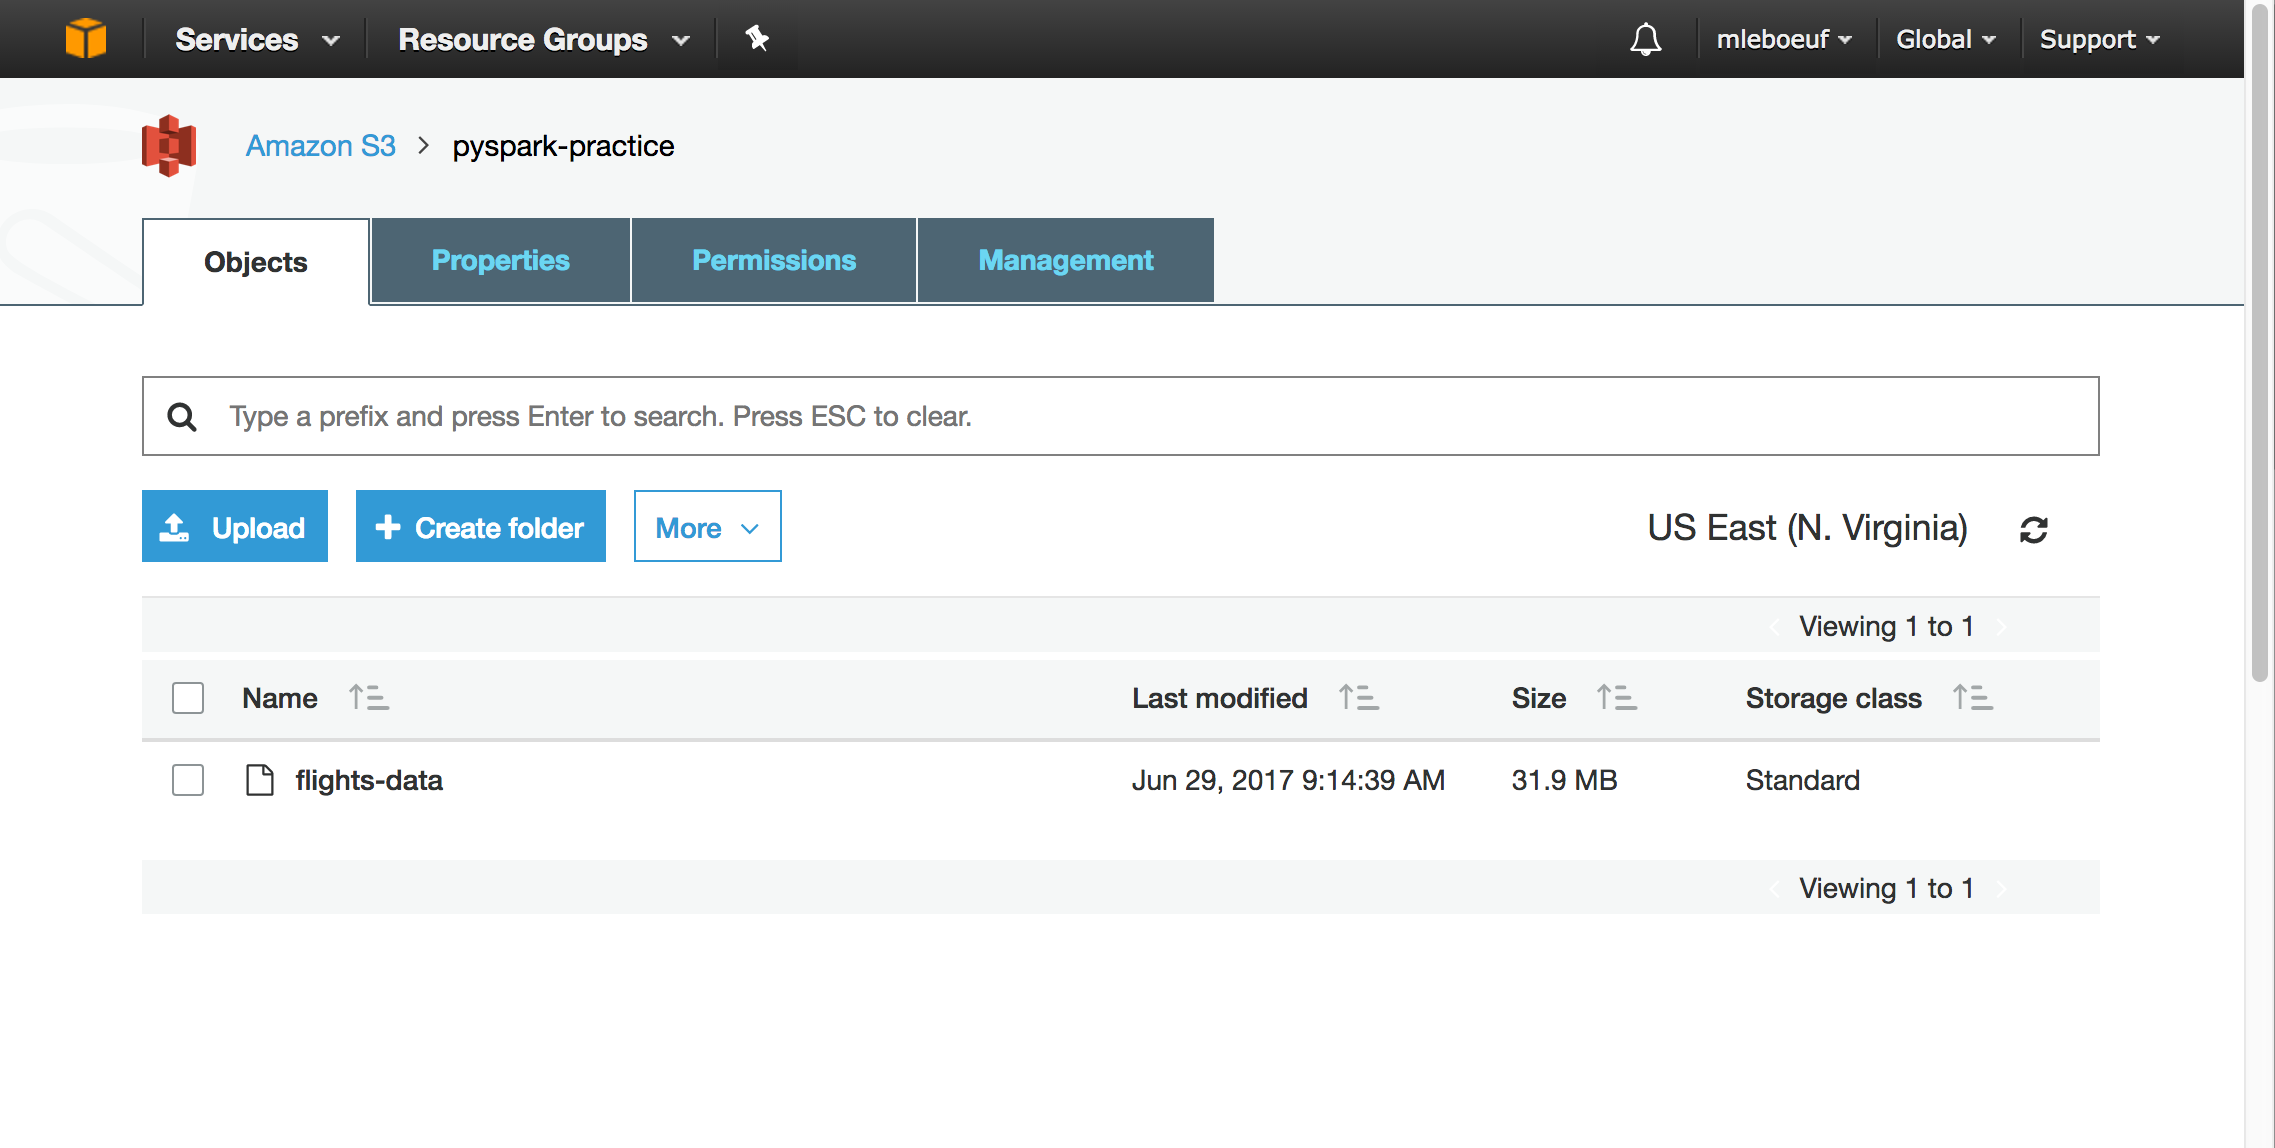 Services Resource Groups mleboeuf Global Support
Amazon S3 > pyspark-practice
Objects Properties Permissions Management
Type a prefix and press Enter to search. Press ESC to clear.
Upload Create folder More US East (N. Virginia)
Viewing 1 to 1
Name Last modified Size Storage class
flights-data Jun 29, 2017 9:14:39 AM 31.9 MB Standard
Viewing 1 to 1